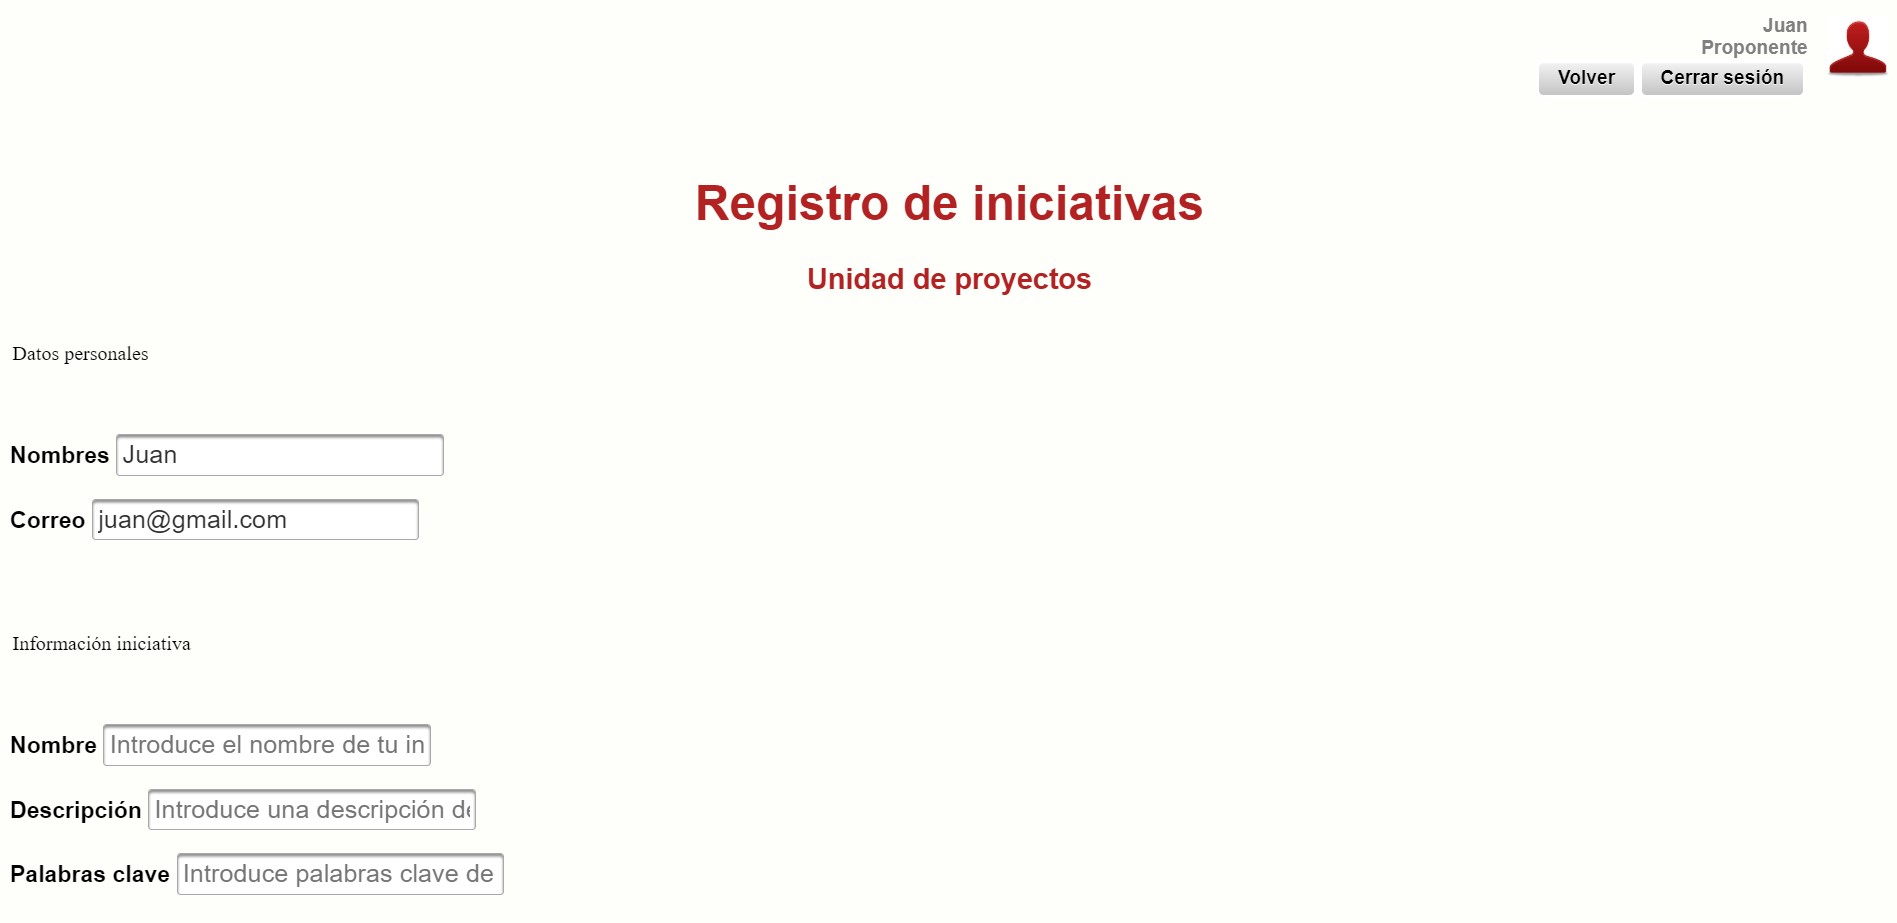 Juan
Proponente
Volver Cerrar sesión
Registro de iniciativas
Unidad de proyectos
Datos personales
Nombres Juan
Correo juan@gmail.com
Información iniciativa
Nombre Introduce el nombre de tu in
Descripción Introduce una descripción de
Palabras clave Introduce palabras clave de